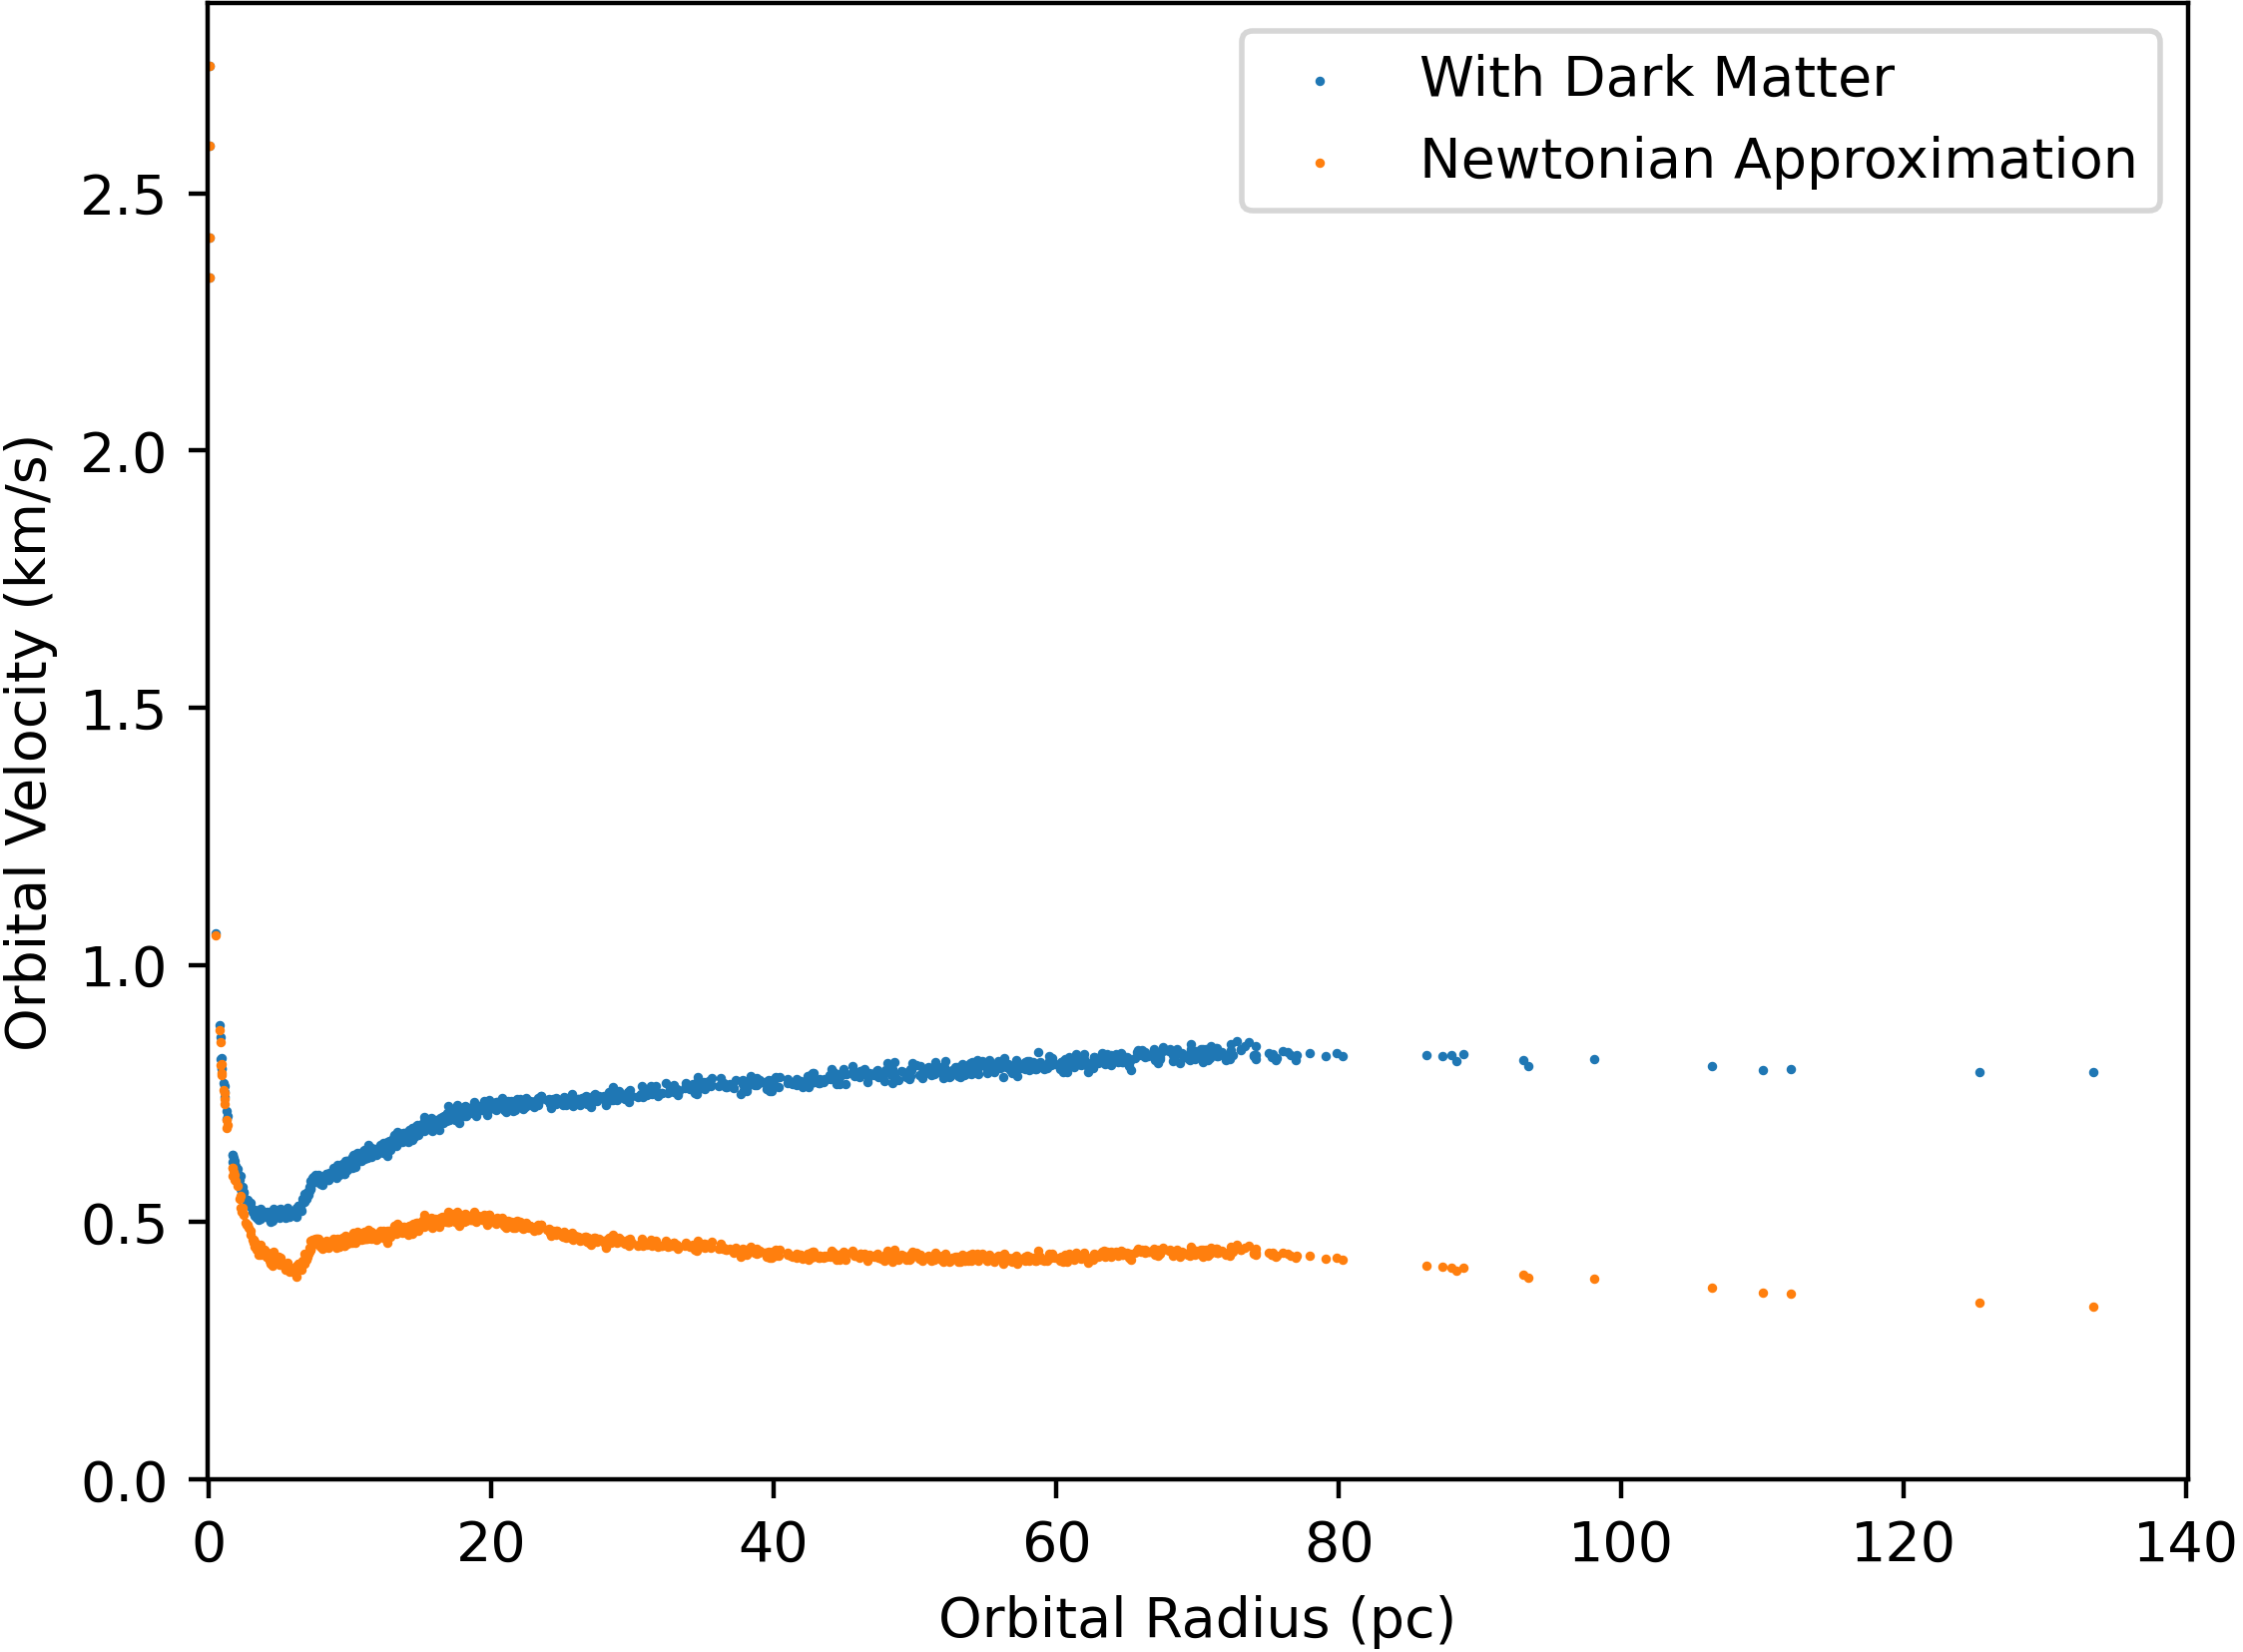 With Dark Matter
Newtonian Approximation
Orbital Velocity (km/s)
2.5
2.0
1.5
1.0
0.5
0.0
0 20 40 60 80 100 120 140
Orbital Radius (pc)